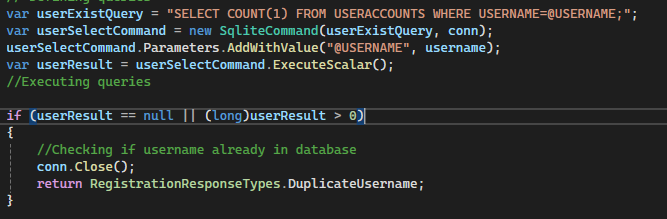 var userExistQuery = "SELECT COUNT(1) FROM USERACCOUNTS WHERE USERNAME=@USERNAME;";
var userSelectCommand = new SqliteCommand(userExistQuery, conn);
userSelectCommand.Parameters.AddWithValue("@USERNAME", username);
var userResult = userSelectCommand.ExecuteScalar();
//Executing queries
if (userResult == null || (long)userResult > 0)
{
//Checking if username already in database
conn.Close();
return RegistrationResponseTypes.DuplicateUsername;
}